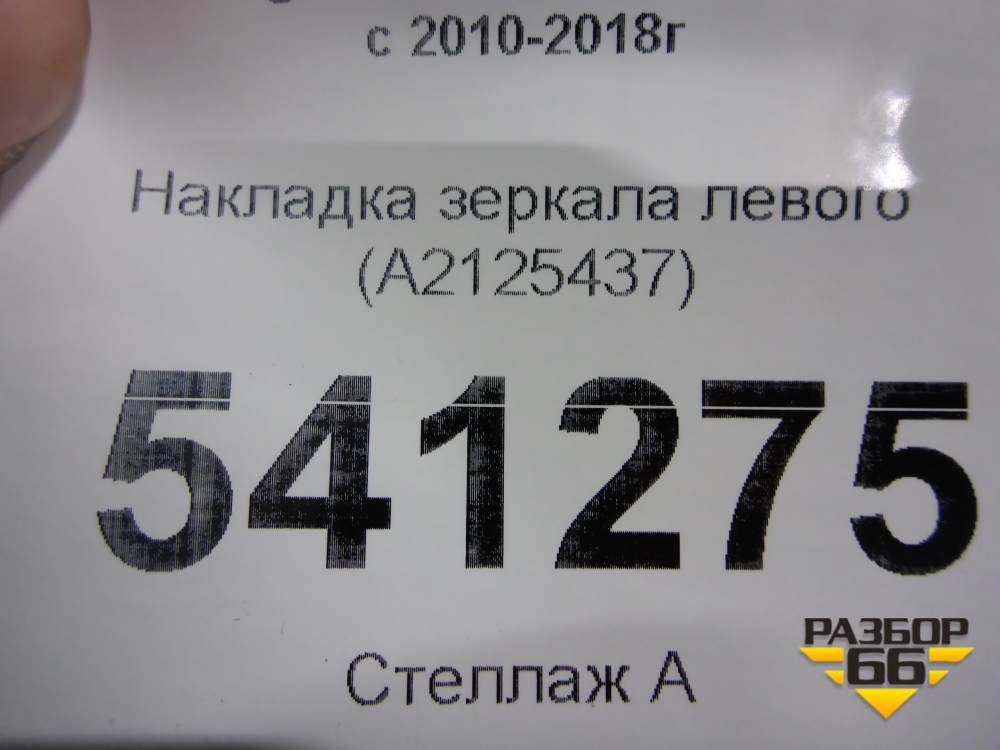 с 2010-2018г
Накладка зеркала левого
(A2125437)
541275
Стеллаж А
РАЗБОР
66